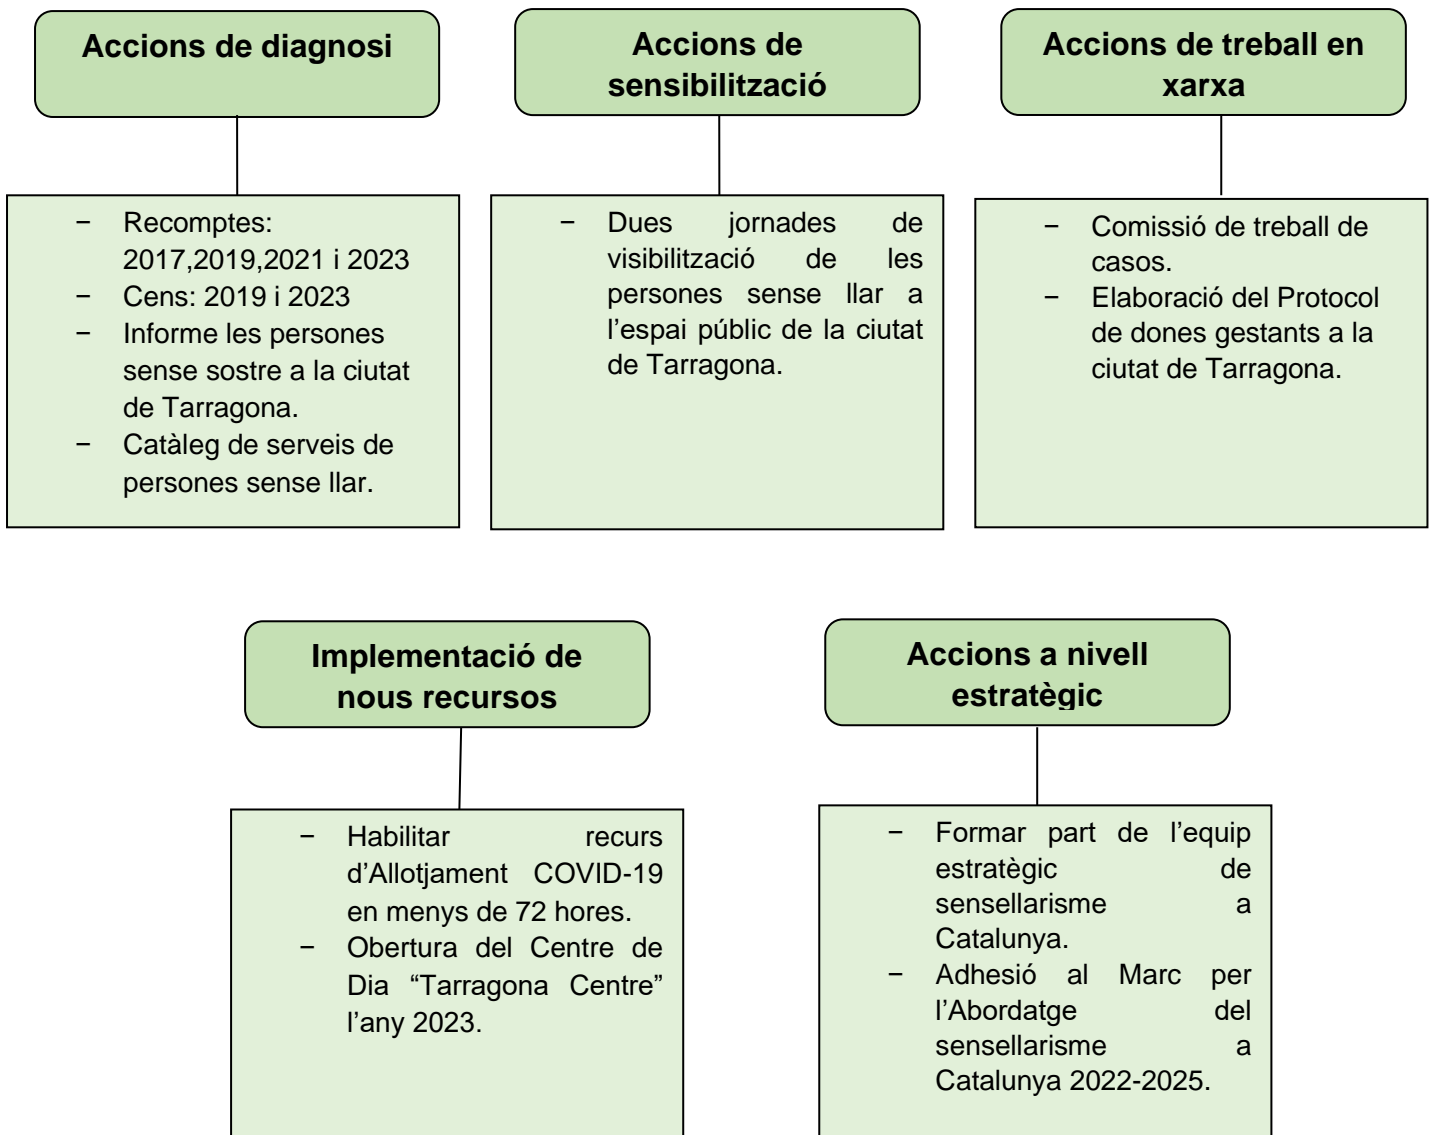 Accions de diagnosi
− Recomptes:
2017,2019,2021 i 2023
− Cens: 2019 i 2023
− Informe les persones
sense sostre a la ciutat
de Tarragona.
− Catàleg de serveis de
persones sense llar.
Accions de
sensibilització
− Dues jornades de
visibilització de les
persones sense llar a
l’espai públic de la ciutat
de Tarragona.
Accions de treball en
xarxa
− Comissió de treball de
casos.
− Elaboració del Protocol
de dones gestants a la
ciutat de Tarragona.
Implementació de
nous recursos
− Habilitar recurs
d’Allotjament COVID-19
en menys de 72 hores.
− Obertura del Centre de
Dia “Tarragona Centre”
l’any 2023.
Accions a nivell
estratègic
− Formar part de l’equip
estratègic de
sensellarisme a
Catalunya.
− Adhesió al Marc per
l’Abordatge del
sensellarisme a
Catalunya 2022-2025.